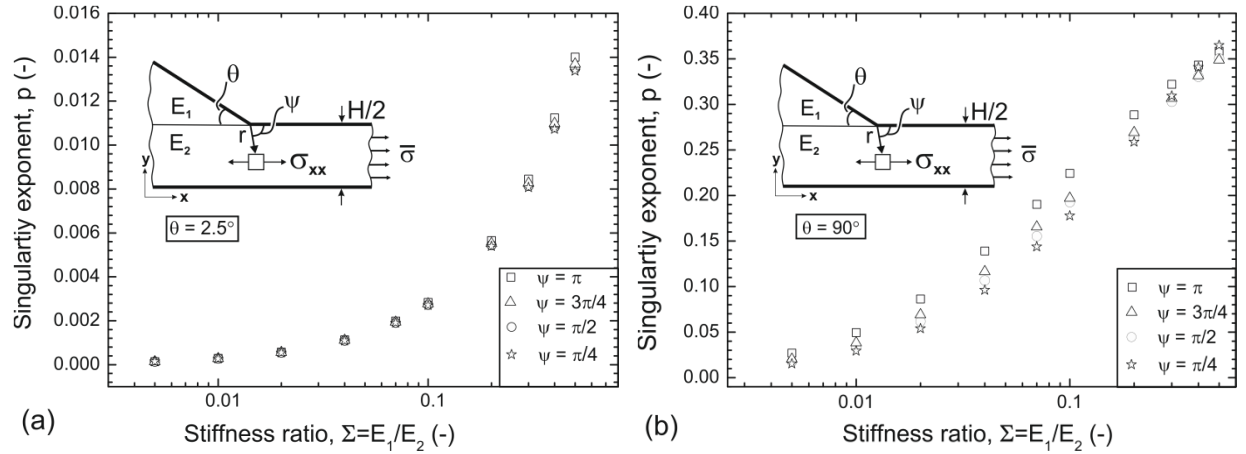 Singulartiy exponent, p (-)
0.016
0.014
0.012
0.010
0.008
0.006
0.004
0.002
0.000
θ
ψ
H/2
E₁
E₂
r
σ̅
σxx
y
x
θ = 2.5°
ψ = π
ψ = 3π/4
ψ = π/2
ψ = π/4
0.01
0.1
(a)
Stiffness ratio, Σ=E₁/E₂ (-)
Singulartiy exponent, p (-)
0.40
0.35
0.30
0.25
0.20
0.15
0.10
0.05
0.00
θ
ψ
H/2
E₁
E₂
r
σ̅
σxx
y
x
θ = 90°
ψ = π
ψ = 3π/4
ψ = π/2
ψ = π/4
0.01
0.1
(b)
Stiffness ratio, Σ=E₁/E₂ (-)